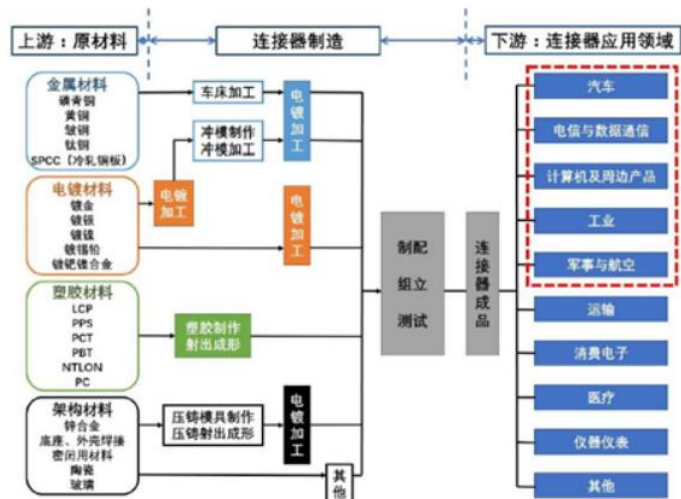 上游：原材料
连接器制造
下游：连接器应用领域
金属材料
磷青铜
黄铜
皱铜
钛铜
SPCC（冷轧铜板）
车床加工
冲模制作
冲模加工
电镀加工
电镀材料
镀金
镀银
镀镍
镀锡铅
镀钯镍合金
电镀加工
电镀加工
塑胶材料
LCP
PPS
PCT
PBT
NTLON
PC
塑胶制作
射出成形
架构材料
锌合金
底座、外壳焊接
密闭用材料
陶瓷
玻璃
压铸模具制作
压铸射出成形
电镀加工
其他
制配
组立
测试
连接器成品
汽车
电信与数据通信
计算机及周边产品
工业
军事与航空
运输
消费电子
医疗
仪器仪表
其他